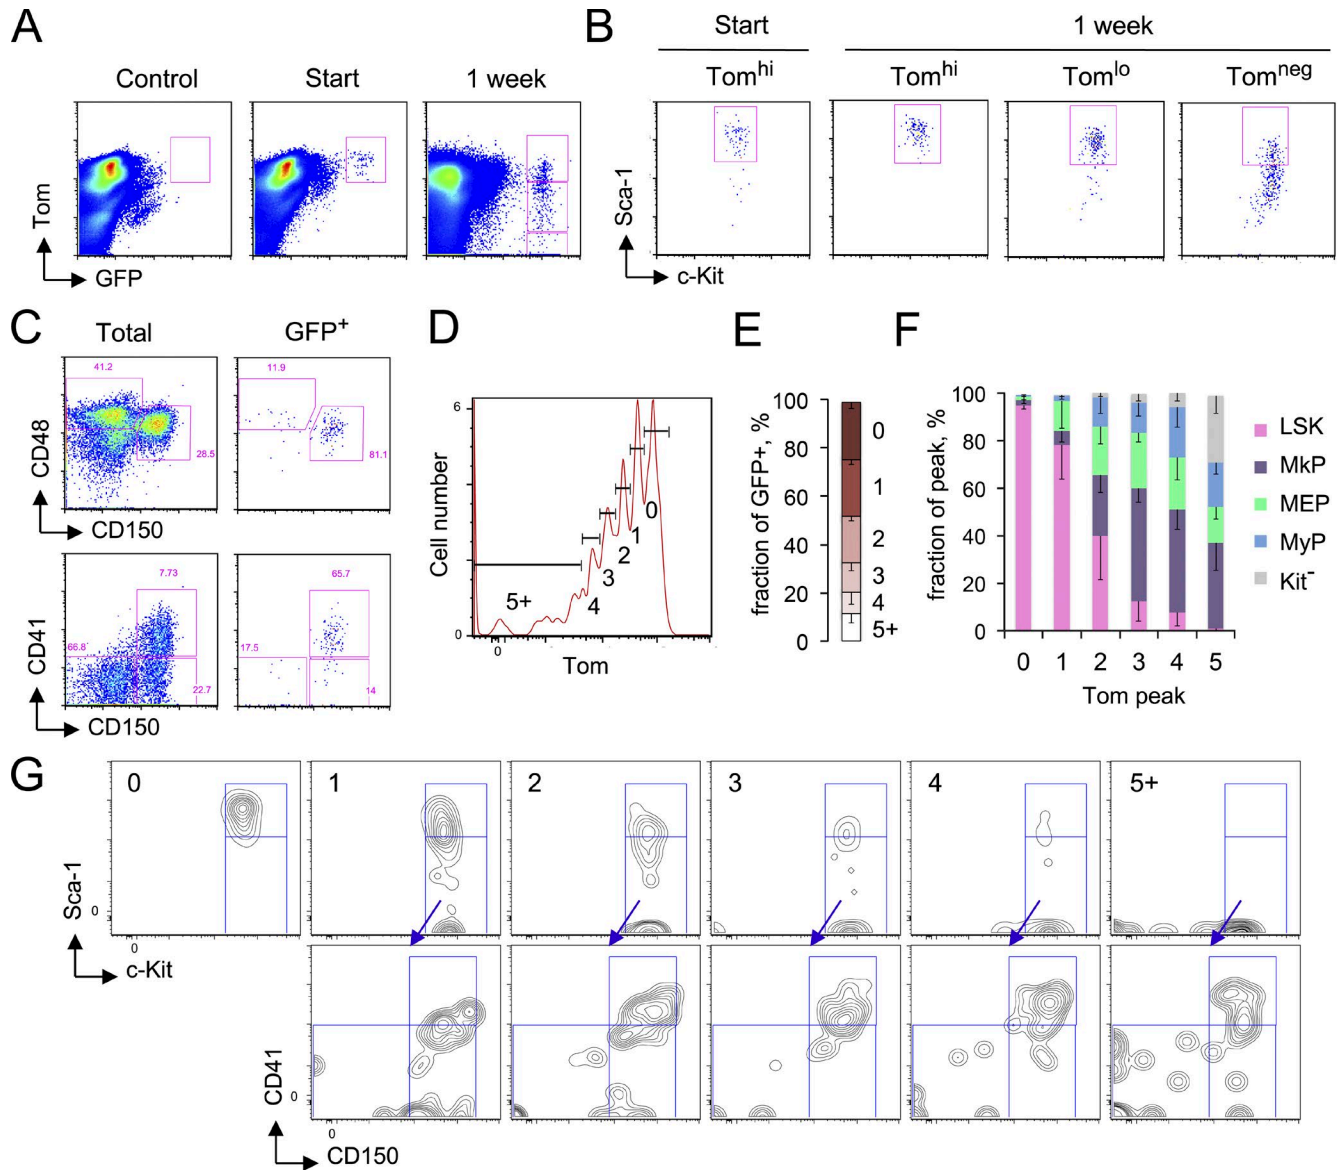 A
Control Start 1 week
Tom
GFP
B
Start 1 week
Tomhi Tomhi Tomlo Tomneg
Sca-1
c-Kit
C
Total GFP+
41.2
28.5
11.9
81.1
CD48
CD150
7.73
66.8
22.7
65.7
17.5
14
CD41
CD150
D
6
0
Cell number
5+ 4 3 2 1 0
0
Tom
E
fraction of GFP+, %
100
80
60
40
20
0
0
1
2
3
4
5+
F
fraction of peak, %
100
80
60
40
20
0
0 1 2 3 4 5
Tom peak
LSK
MkP
MEP
MyP
Kit-
G
0 1 2 3 4 5+
Sca-1
0
0
c-Kit
CD41
0
0
CD150